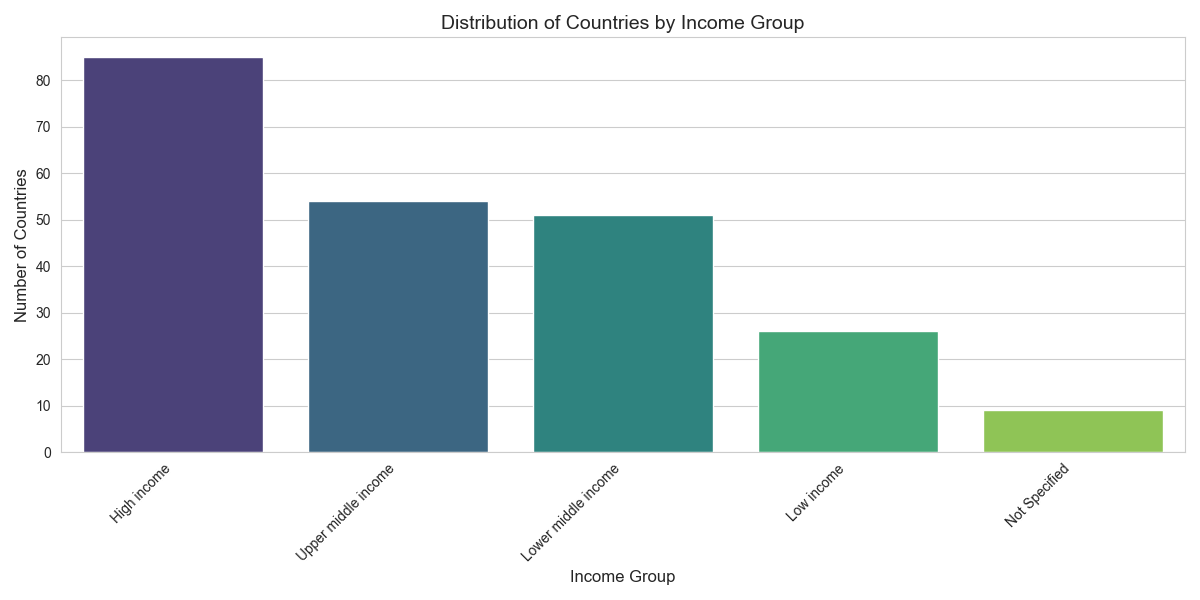 Distribution of Countries by Income Group
Number of Countries
80
70
60
50
40
30
20
10
0
High income
Upper middle income
Lower middle income
Low income
Not Specified
Income Group